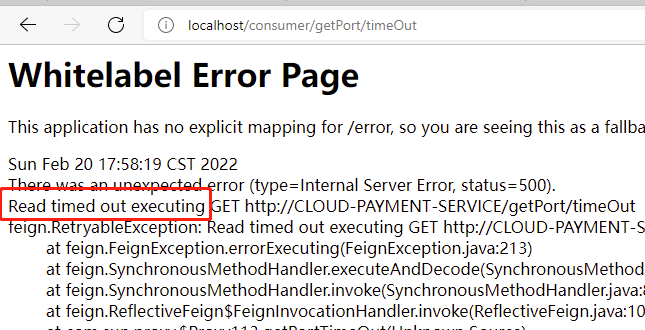 localhost/consumer/getPort/timeOut
Whitelabel Error Page
This application has no explicit mapping for /error, so you are seeing this as a fallba
Sun Feb 20 17:58:19 CST 2022
There was an unexpected error (type=Internal Server Error, status=500).
Read timed out executing GET http://CLOUD-PAYMENT-SERVICE/getPort/timeOut
feign.RetryableException: Read timed out executing GET http://CLOUD-PAYMENT-S
at feign.FeignException.errorExecuting(FeignException.java:213)
at feign.SynchronousMethodHandler.executeAndDecode(SynchronousMethod
at feign.SynchronousMethodHandler.invoke(SynchronousMethodHandler.java:8
at feign.ReflectiveFeign$FeignInvocationHandler.invoke(ReflectiveFeign.java:10